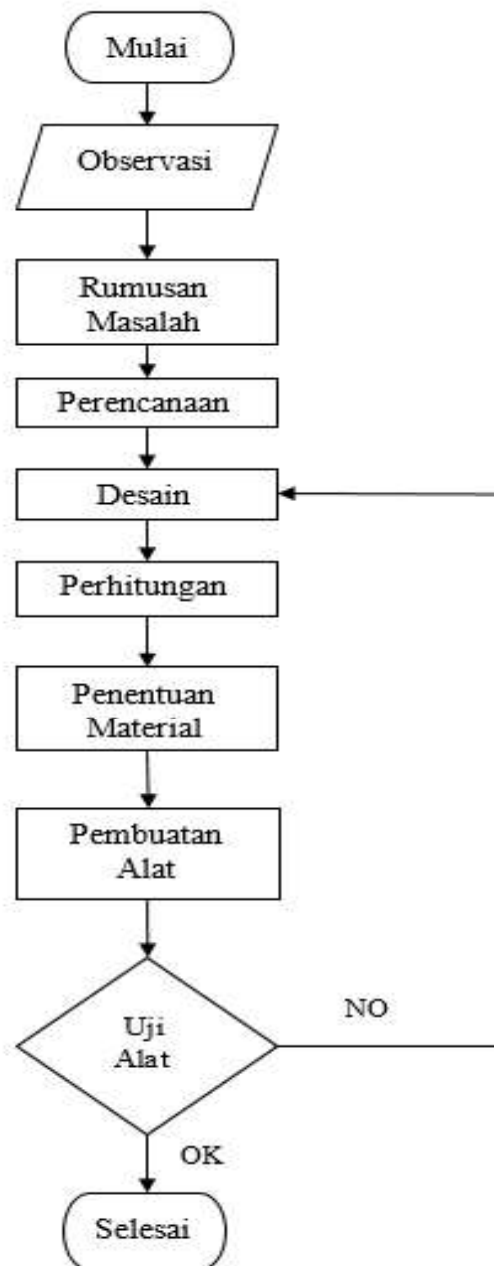 Mulai
Observasi
Rumusan
Masalah
Perencanaan
Desain
Perhitungan
Penentuan
Material
Pembuatan
Alat
Uji
Alat
NO
OK
Selesai